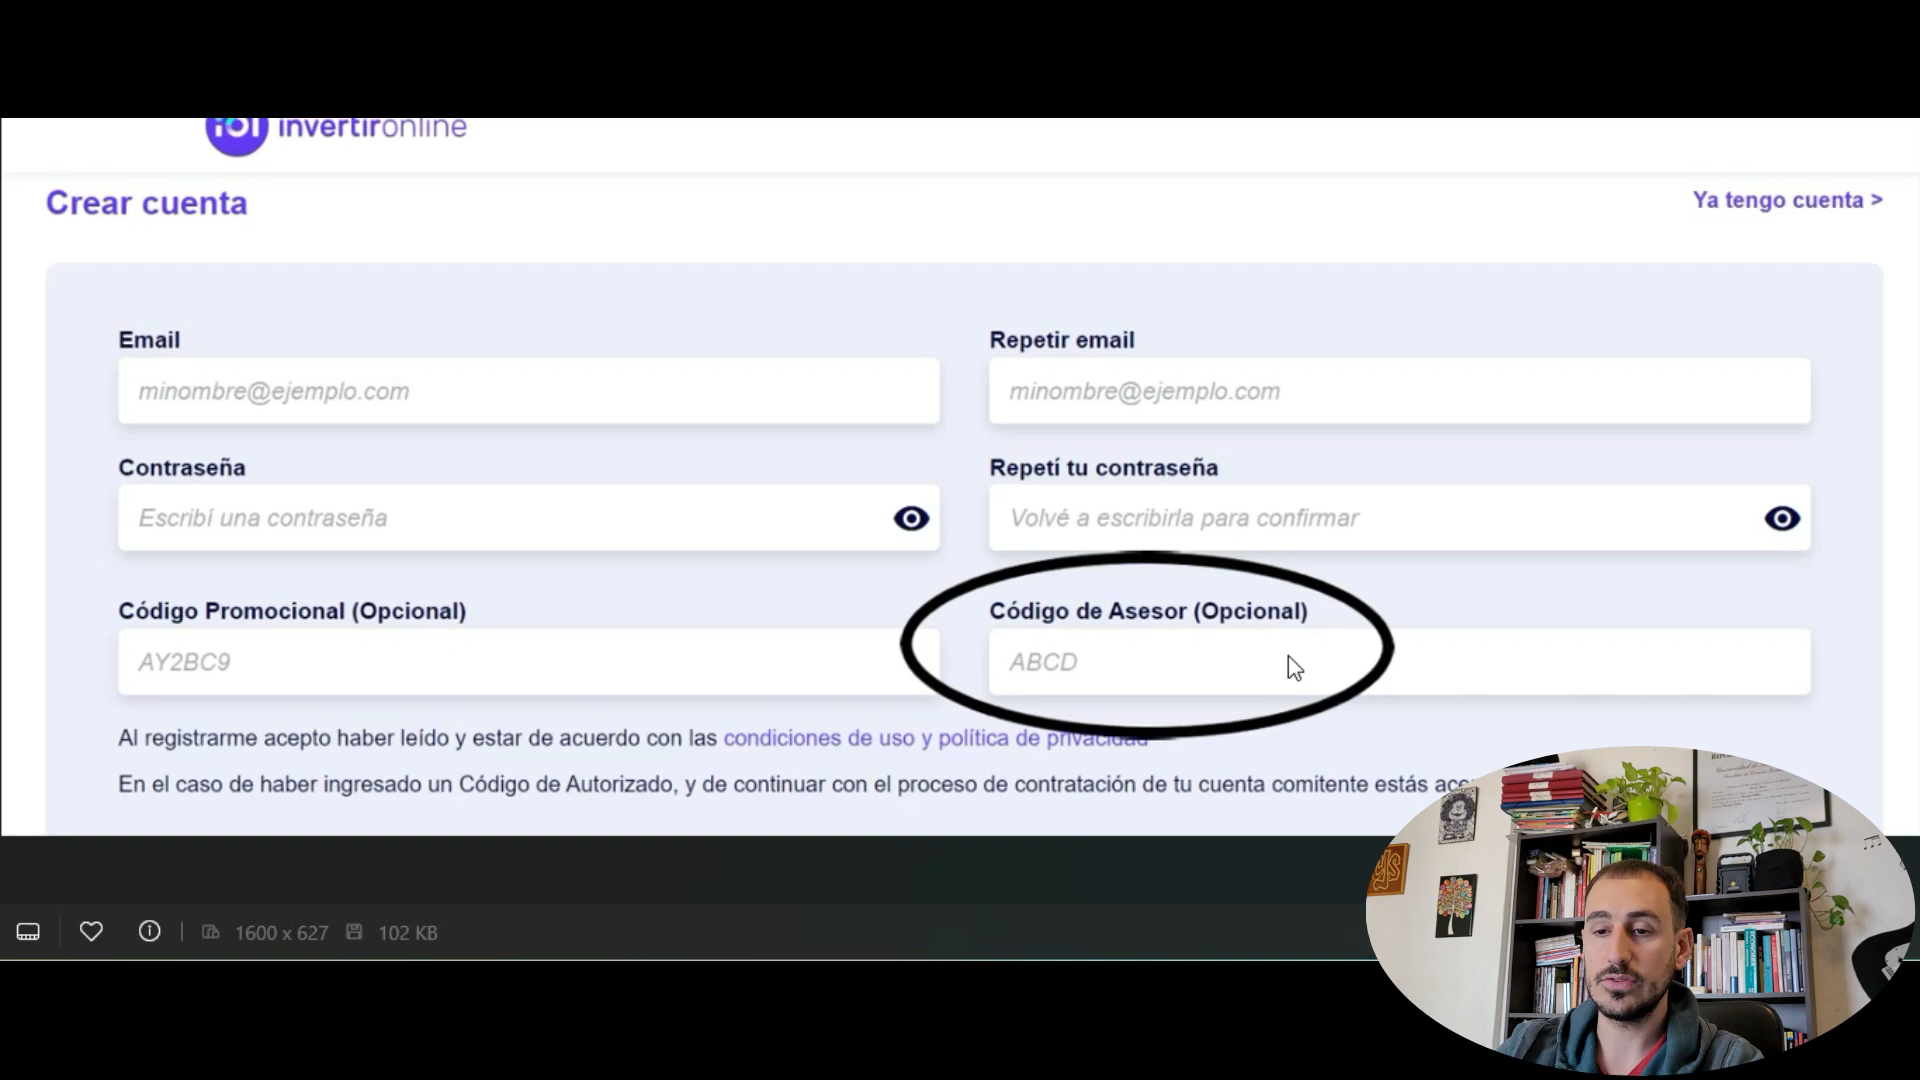 iol invertironline
Crear cuenta
Ya tengo cuenta >
Email
Repetir email
minombre@ejemplo.com
minombre@ejemplo.com
Contraseña
Repetí tu contraseña
Escribí una contraseña
Volvé a escribirla para confirmar
Código Promocional (Opcional)
Código de Asesor (Opcional)
AY2BC9
ABCD
Al registrarme acepto haber leído y estar de acuerdo con las condiciones de uso y política de privacidad
En el caso de haber ingresado un Código de Autorizado, y de continuar con el proceso de contratación de tu cuenta comitente estás
1600 x 627
102 KB